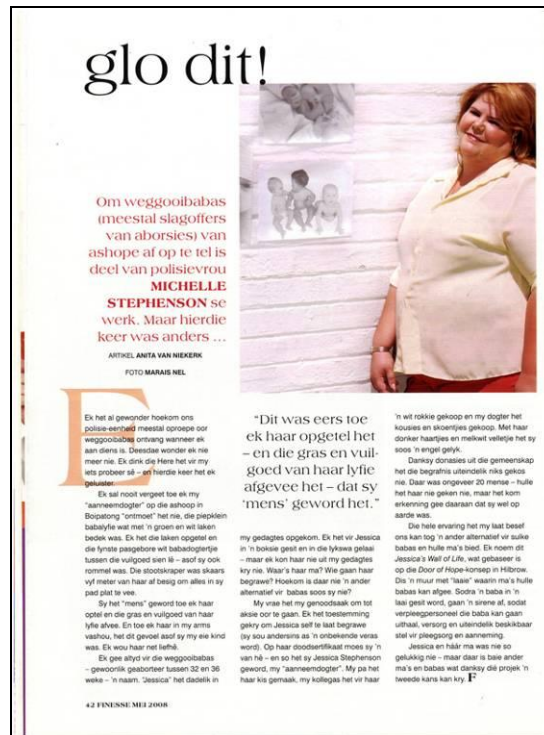 glo dit!
Om weggooibabas
(meestal slagoffers
van aborsies) van
ashope af op te tel is
deel van polisievrou
MICHELLE
STEPHENSON se
werk. Maar hierdie
keer was anders ...
ARTIKEL ANITA VAN NIEKERK
FOTO MARAIS NEL
Ek het al gewonder hoekom ons
polisie-eenheid meestal oproepe oor
weggooibabas ontvang wanneer ek
aan diens is. Deesdae wonder ek nie
meer nie. Ek dink die Here het vir my
iets probeer sê – en hierdie keer het ek
geluister.
Ek sal nooit vergeet toe ek my
"aanneemdogter" op die ashoop in
Boipatong "ontmoet" het nie, die piepklein
babalyfie wat met 'n groen en wit laken
bedek was. Ek het die laken opgetel en
die fynste pasgebore wit babadogtertjie
tussen die vuilgoed sien lê – asof sy ook
rommel was. Die stootskraper was skaars
vyf meter van haar af besig om alles in sy
pad plat te vee.
Sy het "mens" geword toe ek haar
optel en die gras en vuilgoed van haar
lyfie afvee. En toe ek haar in my arms
vashou, het dit gevoel asof sy my eie kind
was. Ek wou haar net liefhê.
Ek gee altyd vir die weggooibabas
– gewoonlik geaborteer tussen 32 en 36
weke – 'n naam. "Jessica" het dadelik in
"Dit was eers toe
ek haar opgetel het
– en die gras en vuil-
goed van haar lyfie
afgevee het – dat sy
'mens' geword het."
my gedagtes opgekom. Ek het vir Jessica
in 'n boksie gesit en in die lykswa gelaai
– maar ek kon haar nie uit my gedagtes
kry nie. Waar's haar ma? Wie gaan haar
begrawe? Hoekom is daar nie 'n ander
alternatief vir babas soos sy nie?
My vrae het my genoodsaak om tot
aksie oor te gaan. Ek het toestemming
gekry om Jessica self te laat begrawe
(sy sou andersins as 'n onbekende veras
word). Op haar doodsertifikaat moes sy 'n
van hê – en so het sy Jessica Stephenson
geword, my "aanneemdogter". My pa het
haar kis gemaak, my kollegas het vir haar
'n wit rokkie gekoop en my dogter het
kousies en skoentjies gekoop. Met haar
donker haartjies en melkwit velletjie het sy
soos 'n engel gelyk.
Danksy donasies uit die gemeenskap
het die begrafnis uiteindelik niks gekos
nie. Daar was ongeveer 20 mense – hulle
het haar nie geken nie, maar het kom
erkenning gee daaraan dat sy wel op
aarde was.
Die hele ervaring het my laat besef
ons kan tog 'n ander alternatief vir sulke
babas en hulle ma's bied. Ek noem dit
Jessica's Wall of Life, wat gebaseer is
op die Door of Hope-konsep in Hilbrow.
Dis 'n muur met "laaie" waarin ma's hulle
babas kan afgee. Sodra 'n baba in 'n
laai gesit word, gaan 'n sirene af, sodat
verpleegpersoneel die baba kan gaan
uithaal, versorg en uiteindelik beskikbaar
stel vir pleegsorg en aanneming.
Jessica en háár ma was nie so
gelukkig nie – maar daar is baie ander
ma's en babas wat danksy dié projek 'n
tweede kans kan kry. F
42 FINESSE MEI 2008